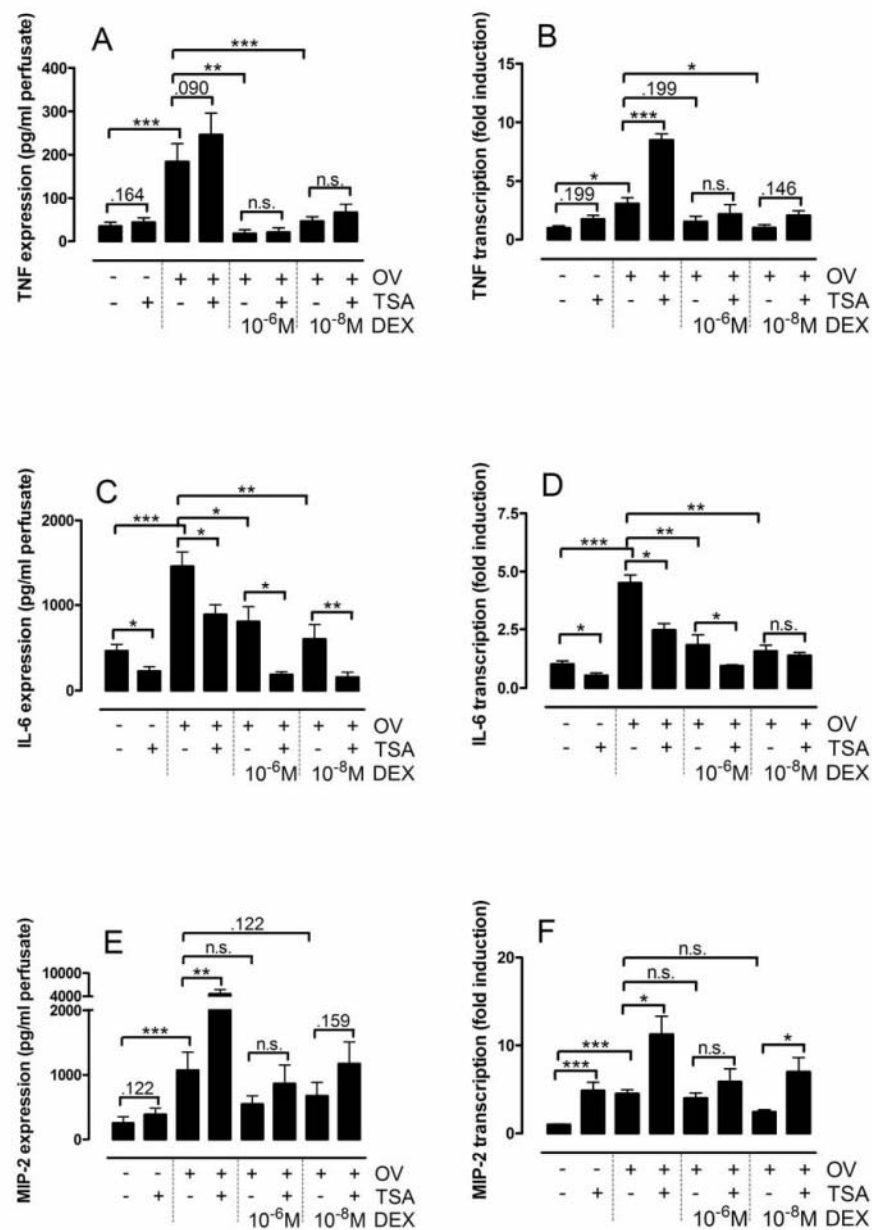 A
TNF expression (pg/ml perfusate)
400
300
200
100
0
***
**
.090
***
.164
n.s.
n.s.
- - + + + + + + OV
- + - + - + - + TSA
10⁻⁶M 10⁻⁸M DEX
B
TNF transcription (fold induction)
15
10
5
0
*
.199
***
*
.199
n.s.
.146
- - + + + + + + OV
- + - + - + - + TSA
10⁻⁶M 10⁻⁸M DEX
C
IL-6 expression (pg/ml perfusate)
2000
1000
0
**
*
***
*
*
*
**
- - + + + + + + OV
- + - + - + - + TSA
10⁻⁶M 10⁻⁸M DEX
D
IL-6 transcription (fold induction)
7.5
5.0
2.5
0.0
**
**
***
*
*
*
n.s.
- - + + + + + + OV
- + - + - + - + TSA
10⁻⁶M 10⁻⁸M DEX
E
MIP-2 expression (pg/ml perfusate)
10000
4000
2000
1000
0
.122
n.s.
**
***
.122
n.s.
.159
- - + + + + + + OV
- + - + - + - + TSA
10⁻⁶M 10⁻⁸M DEX
F
MIP-2 transcription (fold induction)
20
10
5
0
n.s.
n.s.
*
***
***
n.s.
*
- - + + + + + + OV
- + - + - + - + TSA
10⁻⁶M 10⁻⁸M DEX